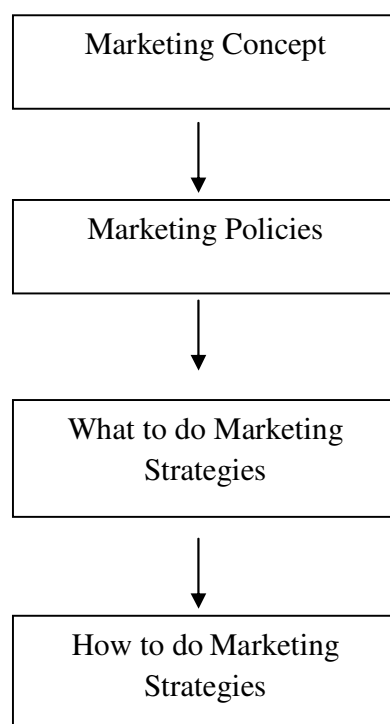 Marketing Concept
Marketing Policies
What to do Marketing
Strategies
How to do Marketing
Strategies